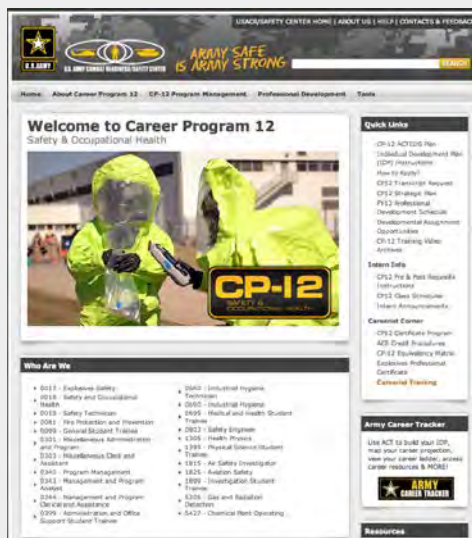 USACR/SAFETY CENTER HOME | ABOUT US | HELP | CONTACTS & FEEDBACK
U.S. ARMY
U.S. ARMY COMBAT READINESS/SAFETY CENTER
ARMY SAFE
IS ARMY STRONG
SEARCH
Home About Career Program 12 CP-12 Program Management Professional Development Tools
Welcome to Career Program 12
Safety & Occupational Health
CP-12
SAFETY &
OCCUPATIONAL HEALTH
Who Are We
0017 - Explosives Safety
0018 - Safety and Occupational
Health
0019 - Safety Technician
0081 - Fire Protection and Prevention
0099 - General Student Trainee
0301 - Miscellaneous Administration
and Program
0303 - Miscellaneous Clerk and
Assistant
0340 - Program Management
0343 - Management and Program
Analyst
0344 - Management and Program
Clerical and Assistance
0399 - Administration and Office
Support Student Trainee
0640 - Industrial Hygiene
Technician
0690 - Industrial Hygiene
0699 - Medical and Health Student
Trainee
0803 - Safety Engineer
1306 - Health Physics
1399 - Physical Science Student
Trainee
1815 - Air Safety Investigator
1825 - Aviation Safety
1899 - Investigation Student
Trainee
Gas and Radiation
Detection
Chemical Plant Operating
Quick Links
CP-12 ACTEDS Plan
Individual Development Plan
(IDP) Instructions
How to Apply?
CP12 Transcript Request
CP12 Strategic Plan
FY12 Professional
Development Schedule
Developmental Assignment
Opportunities
CP-12 Training Video
Archives
Intern Info
CP12 Pre & Post Requisite
Instructions
CP12 Class Schedules
Intern Announcements
Careerist Corner
CP12 Certificate Program
ACE Credit Procedures
CP-12 Equivalency Matrix
Explosives Professional
Certificate
Careerist Training
Army Career Tracker
Use ACT to build your IDP,
map your career projection,
view your career ladder, access
career resources & MORE!
ARMY
CAREER TRACKER
Resources